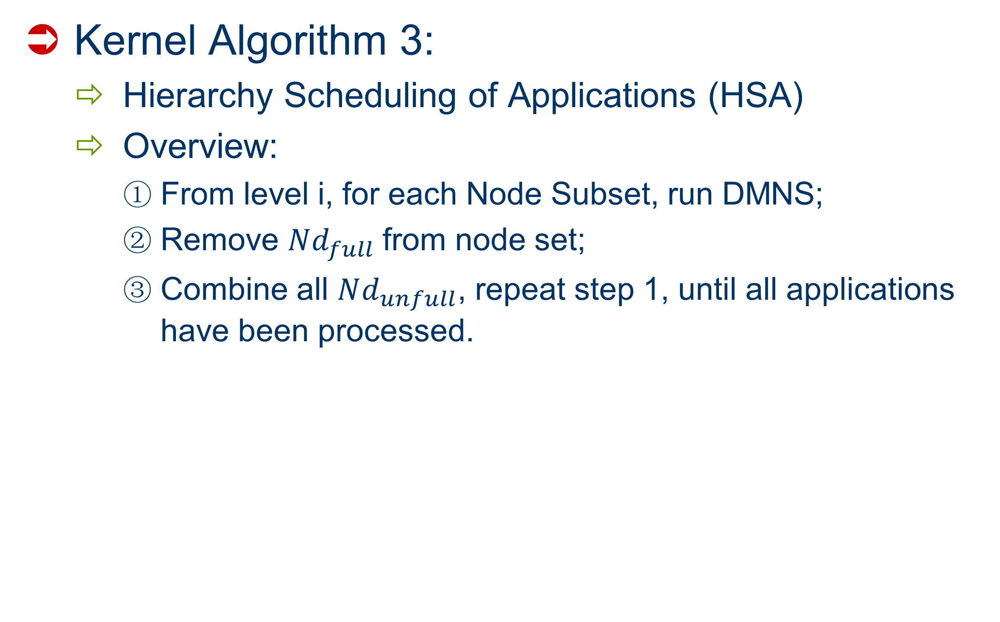 Kernel Algorithm 3:
Hierarchy Scheduling of Applications (HSA)
Overview:
① From level i, for each Node Subset, run DMNS;
② Remove $Nd_{full}$ from node set;
③ Combine all $Nd_{unfull}$, repeat step 1, until all applications
have been processed.